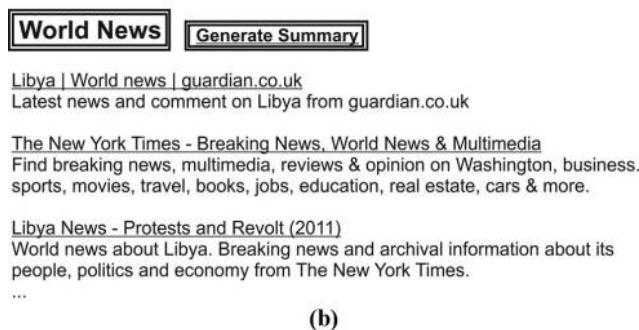 World News Generate Summary
Libya | World news | guardian.co.uk
Latest news and comment on Libya from guardian.co.uk
The New York Times - Breaking News, World News & Multimedia
Find breaking news, multimedia, reviews & opinion on Washington, business.
sports, movies, travel, books, jobs, education, real estate, cars & more.
Libya News - Protests and Revolt (2011)
World news about Libya. Breaking news and archival information about its
people, politics and economy from The New York Times.
...
(b)